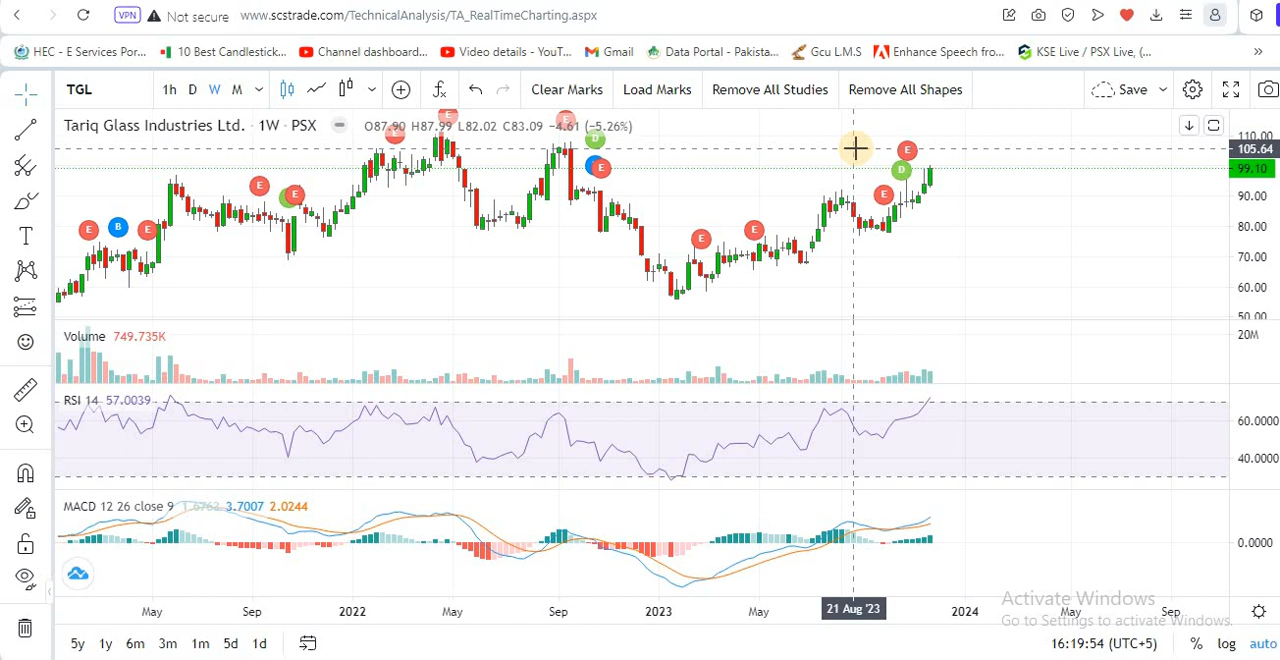 VPN Not secure www.scstrade.com/TechnicalAnalysis/TA_RealTimeCharting.aspx
HEC - E Services Por... 10 Best Candlestick... Channel dashboard... Video details - YouT... Gmail Data Portal - Pakista... Gcu L.M.S Enhance Speech fro... KSE Live / PSX Live, (... »
TGL 1h D W M Clear Marks Load Marks Remove All Studies Remove All Shapes Save
Tariq Glass Industries Ltd. · 1W · PSX O87.90 H87.99 L82.02 C83.09 −4.61 (−5.26%)
110.00
105.64
99.10
90.00
80.00
70.00
60.00
50.00
E B E E E E E E D E E E E D E
Volume 749.735K
20M
RSI 14 57.0039
60.0000
40.0000
MACD 12 26 close 9 1.6763 3.7007 2.0244
0.0000
May Sep 2022 May Sep 2023 May 21 Aug '23 2024 May Sep
Activate Windows
Go to Settings to activate Windows.
5y 1y 6m 3m 1m 5d 1d 16:19:54 (UTC+5) % log auto